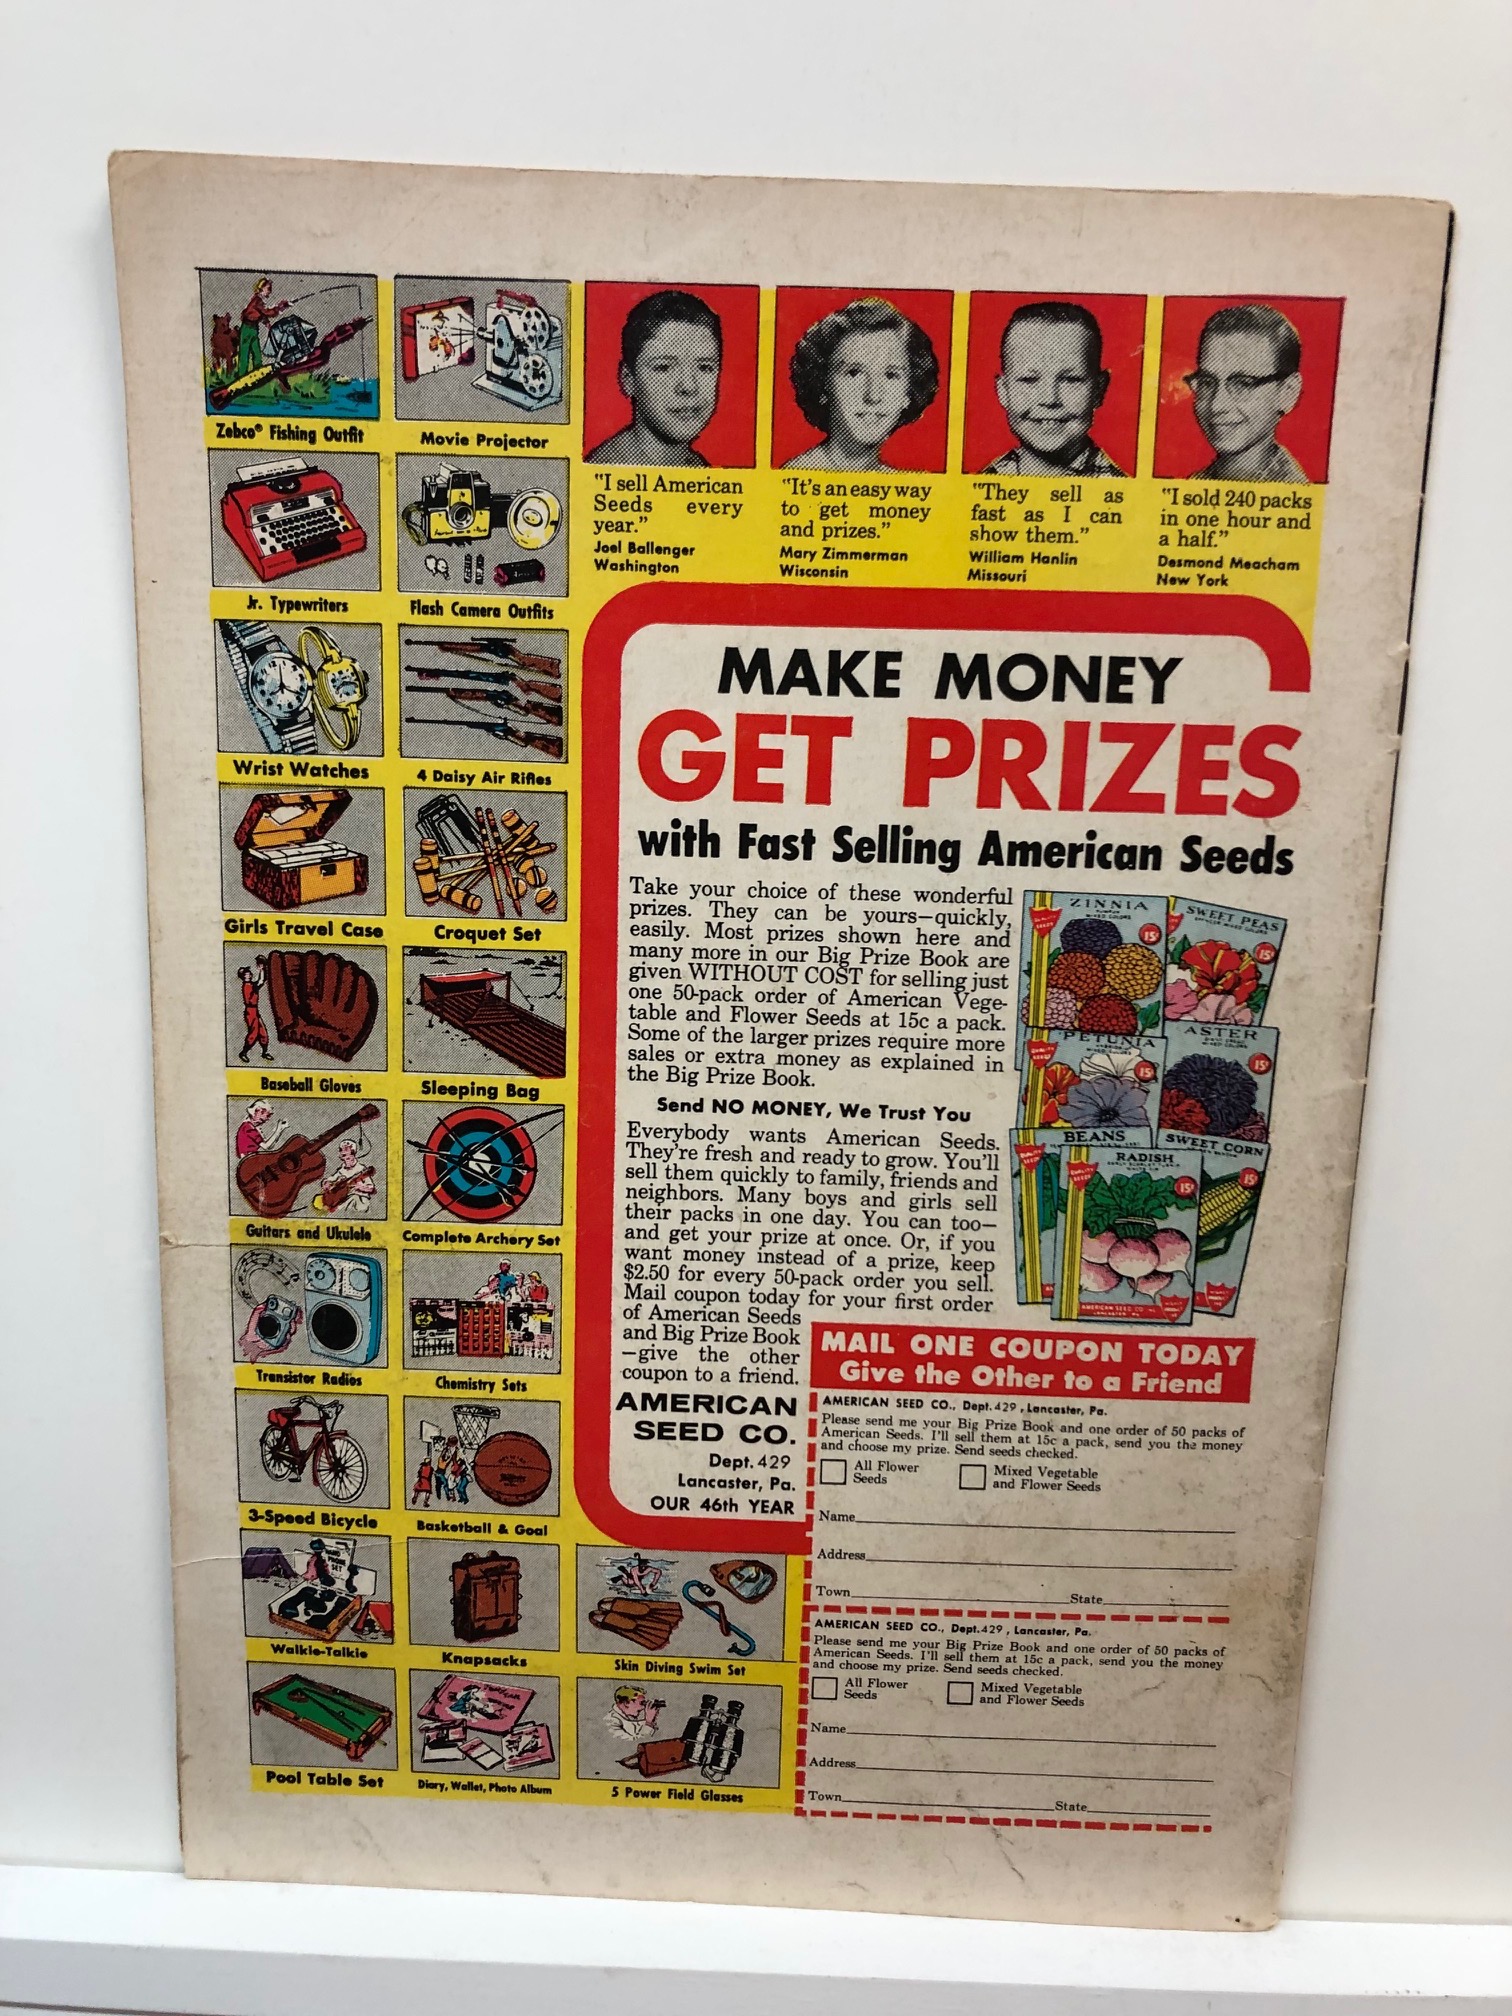 Zebco® Fishing Outfit
Movie Projector
Jr. Typewriters
Flash Camera Outfits
Wrist Watches
4 Daisy Air Rifles
Girls Travel Case
Croquet Set
Baseball Gloves
Sleeping Bag
Guitars and Ukulele
Complete Archery Set
Transistor Radios
Chemistry Sets
3-Speed Bicycle
Basketball & Goal
Walkie-Talkie
Knapsacks
Skin Diving Swim Set
Pool Table Set
Diary, Wallet, Photo Album
5 Power Field Glasses
"I sell American
Seeds every
year."
Joel Ballenger
Washington
"It's an easy way
to get money
and prizes."
Mary Zimmerman
Wisconsin
"They sell as
fast as I can
show them."
William Hanlin
Missouri
"I sold 240 packs
in one hour and
a half."
Desmond Meacham
New York
MAKE MONEY
GET PRIZES
with Fast Selling American Seeds
Take your choice of these wonderful
prizes. They can be yours—quickly,
easily. Most prizes shown here and
many more in our Big Prize Book are
given WITHOUT COST for selling just
one 50-pack order of American Vege-
table and Flower Seeds at 15c a pack.
Some of the larger prizes require more
sales or extra money as explained in
the Big Prize Book.
Send NO MONEY, We Trust You
Everybody wants American Seeds.
They're fresh and ready to grow. You'll
sell them quickly to family, friends and
neighbors. Many boys and girls sell
their packs in one day. You can too—
and get your prize at once. Or, if you
want money instead of a prize, keep
$2.50 for every 50-pack order you sell.
Mail coupon today for your first order
of American Seeds
and Big Prize Book
—give the other
coupon to a friend.
AMERICAN
SEED CO.
Dept. 429
Lancaster, Pa.
OUR 46th YEAR
ZINNIA
MIXED COLORS
15¢
SWEET PEAS
15¢
PETUNIA
MIXED COLORS
15¢
ASTER
MIXED COLORS
15¢
BEANS
SWEET CORN
15¢
RADISH
15¢
AMERICAN SEED CO.
LANCASTER, PA.
MAIL ONE COUPON TODAY
Give the Other to a Friend
AMERICAN SEED CO., Dept. 429, Lancaster, Pa.
Please send me your Big Prize Book and one order of 50 packs of
American Seeds. I'll sell them at 15c a pack, send you the money
and choose my prize. Send seeds checked.
All Flower
Seeds
Mixed Vegetable
and Flower Seeds
Name
Address
Town State
AMERICAN SEED CO., Dept. 429, Lancaster, Pa.
Please send me your Big Prize Book and one order of 50 packs of
American Seeds. I'll sell them at 15c a pack, send you the money
and choose my prize. Send seeds checked.
All Flower
Seeds
Mixed Vegetable
and Flower Seeds
Name
Address
Town State